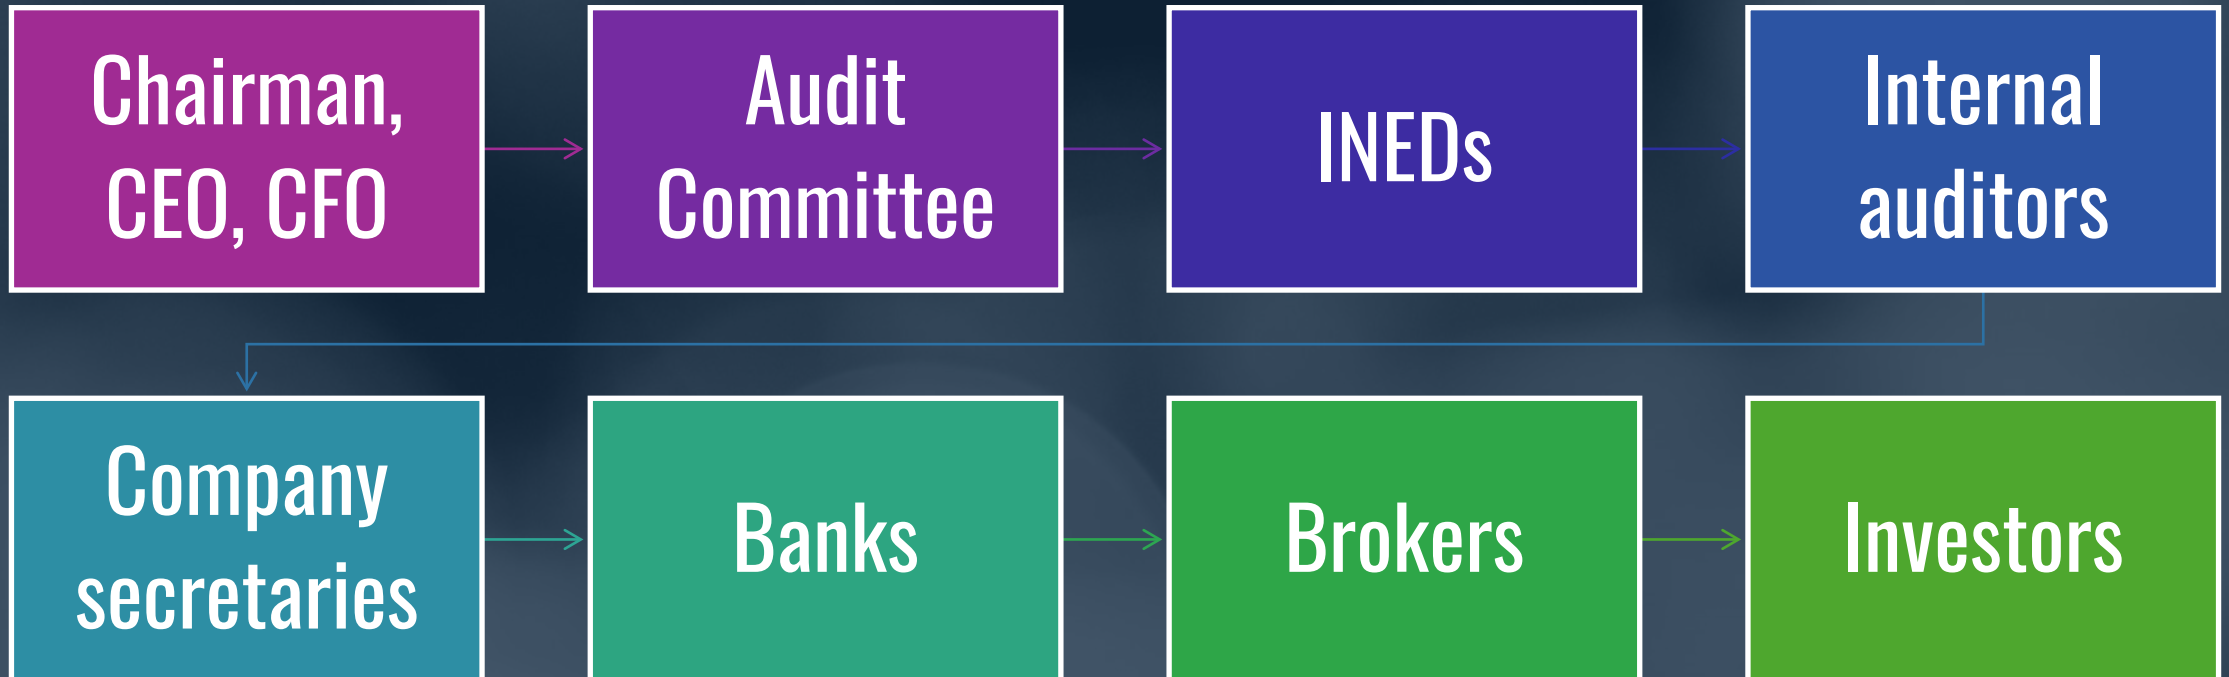 Chairman,
CEO, CFO
Audit
Committee
INEDs
Internal
auditors
Company
secretaries
Banks
Brokers
Investors